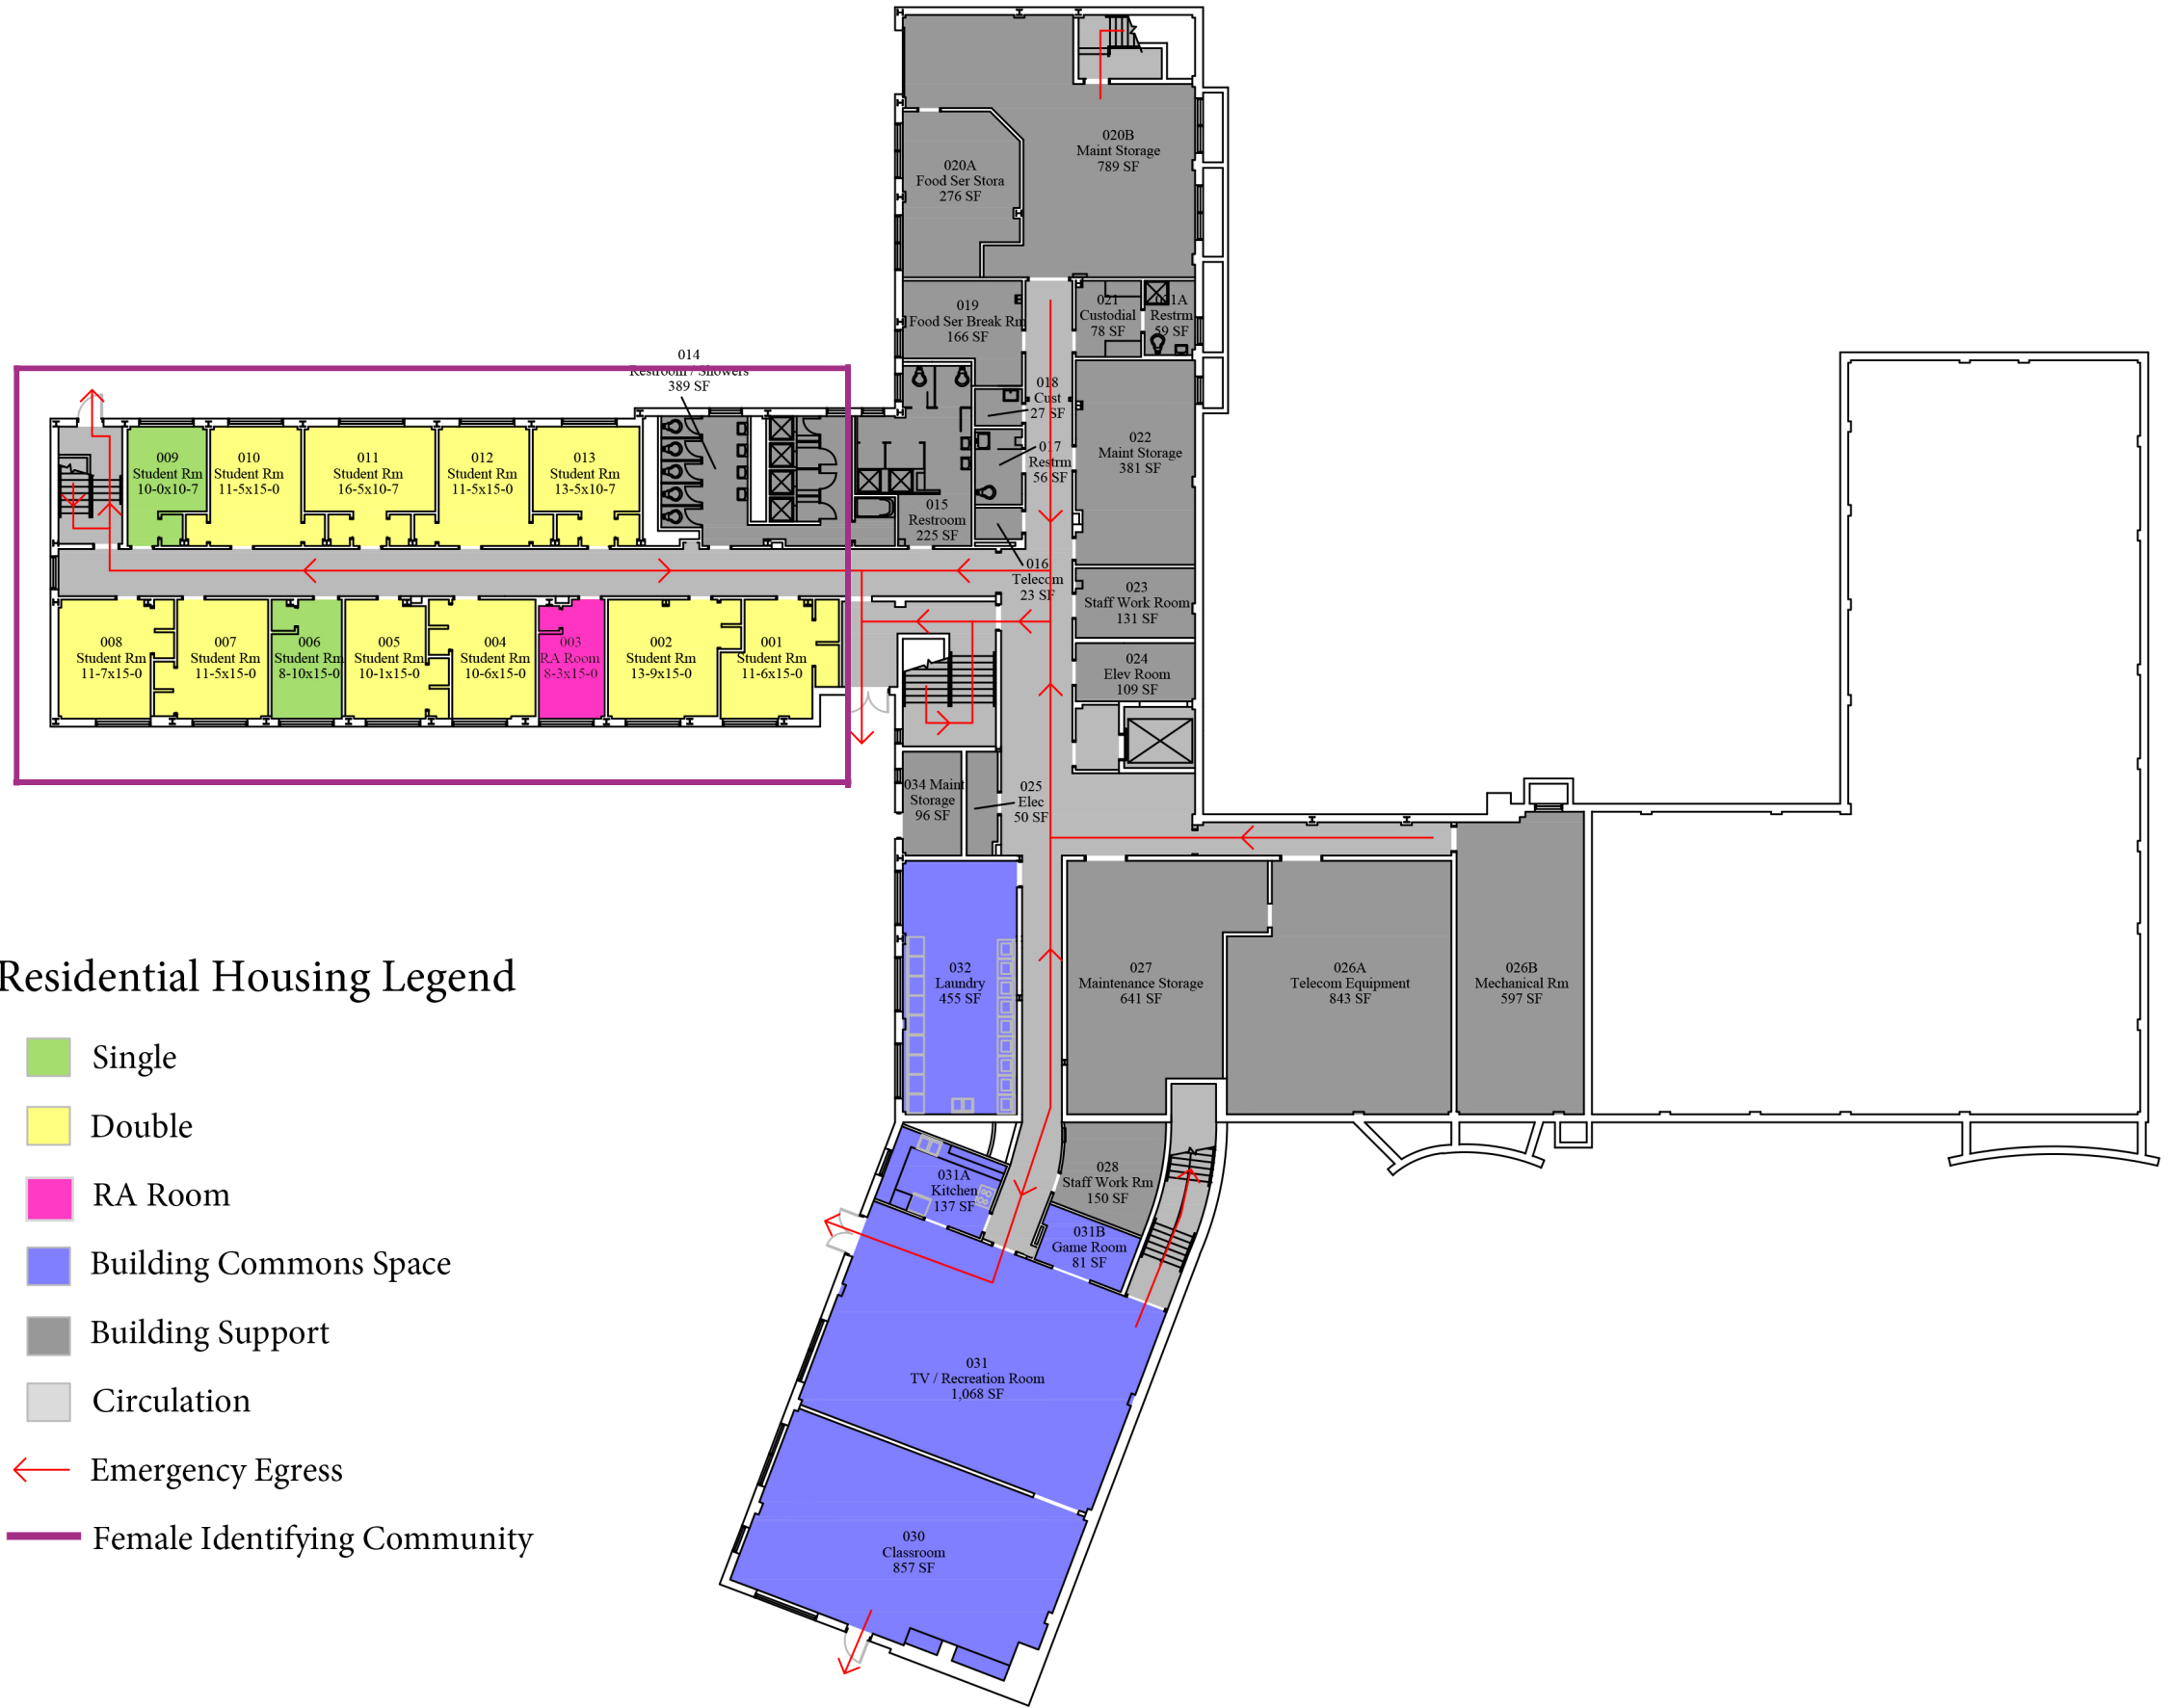 020B
Maint Storage
789 SF
020A
Food Ser Stora
276 SF
019
Food Ser Break Rm
166 SF
021
Custodial
78 SF
021A
Restrm
59 SF
014
Restroom / Showers
389 SF
018
Cust
27 SF
017
Restrm
56 SF
022
Maint Storage
381 SF
009
Student Rm
10-0x10-7
010
Student Rm
11-5x15-0
011
Student Rm
16-5x10-7
012
Student Rm
11-5x15-0
013
Student Rm
13-5x10-7
015
Restroom
225 SF
016
Telecom
23 SF
023
Staff Work Room
131 SF
008
Student Rm
11-7x15-0
007
Student Rm
11-5x15-0
006
Student Rm
8-10x15-0
005
Student Rm
10-1x15-0
004
Student Rm
10-6x15-0
003
RA Room
8-3x15-0
002
Student Rm
13-9x15-0
001
Student Rm
11-6x15-0
024
Elev Room
109 SF
034 Maint
Storage
96 SF
025
Elec
50 SF
032
Laundry
455 SF
027
Maintenance Storage
641 SF
026A
Telecom Equipment
843 SF
026B
Mechanical Rm
597 SF
031A
Kitchen
137 SF
028
Staff Work Rm
150 SF
031B
Game Room
81 SF
031
TV / Recreation Room
1,068 SF
030
Classroom
857 SF
Residential Housing Legend
Single
Double
RA Room
Building Commons Space
Building Support
Circulation
Emergency Egress
Female Identifying Community